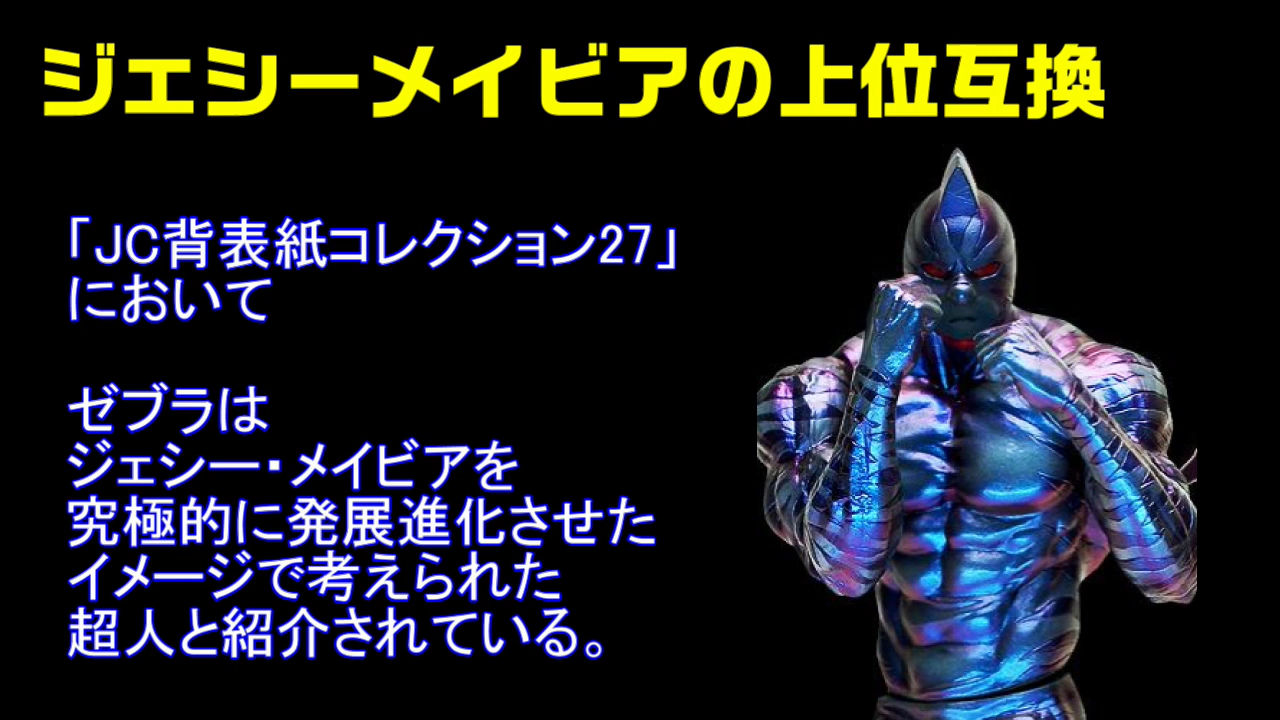 ジェシーメイビアの上位互換
「JC背表紙コレクション27」
において
ゼブラは
ジェシー・メイビアを
究極的に発展進化させた
イメージで考えられた
超人と紹介されている。